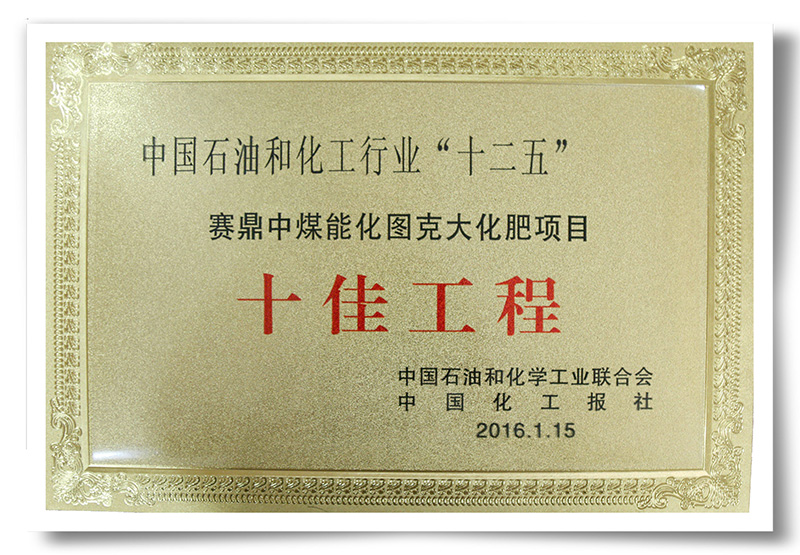 中国石油和化工行业“十二五”
赛鼎中煤能化图克大化肥项目
十佳工程
中国石油和化学工业联合会
中国化工报社
2016.1.15